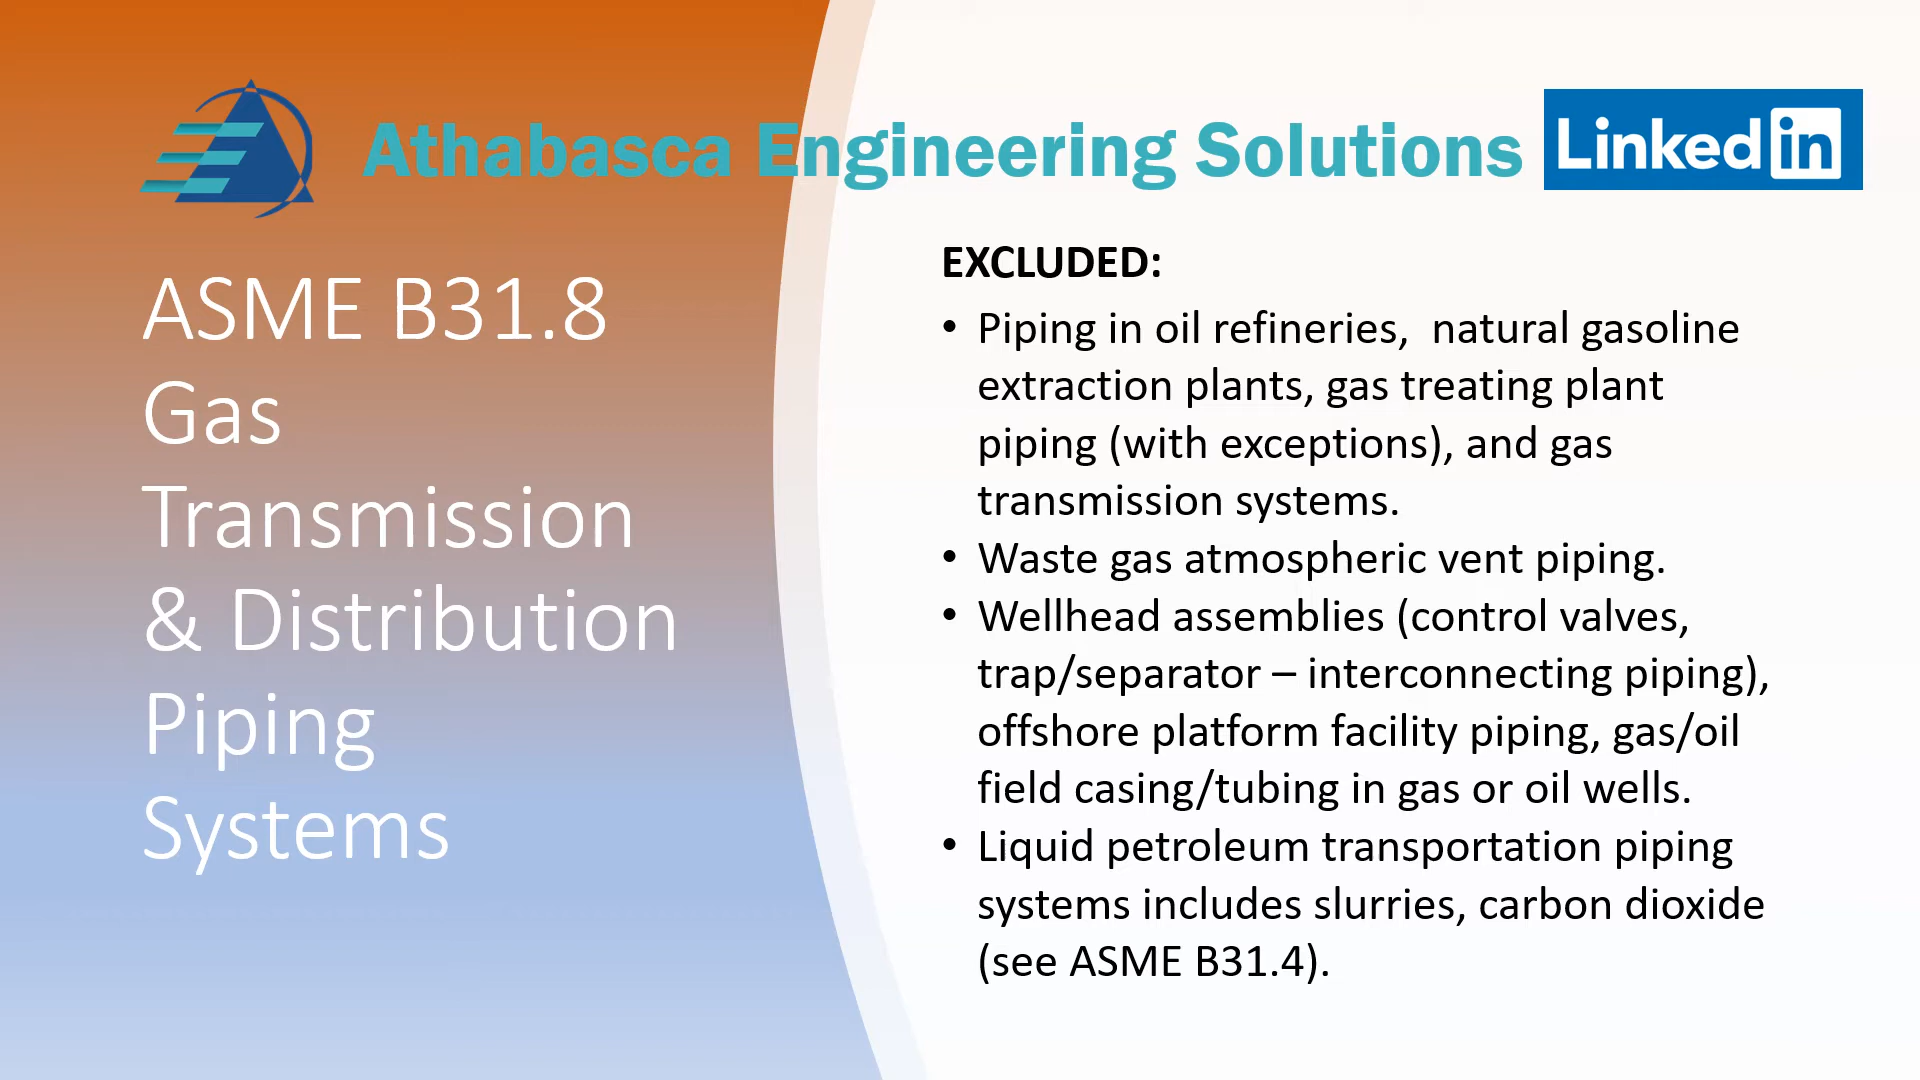 Athabasca Engineering Solutions
Linked in
ASME B31.8
Gas
Transmission
& Distribution
Piping
Systems
EXCLUDED:
• Piping in oil refineries, natural gasoline
extraction plants, gas treating plant
piping (with exceptions), and gas
transmission systems.
• Waste gas atmospheric vent piping.
• Wellhead assemblies (control valves,
trap/separator – interconnecting piping),
offshore platform facility piping, gas/oil
field casing/tubing in gas or oil wells.
• Liquid petroleum transportation piping
systems includes slurries, carbon dioxide
(see ASME B31.4).